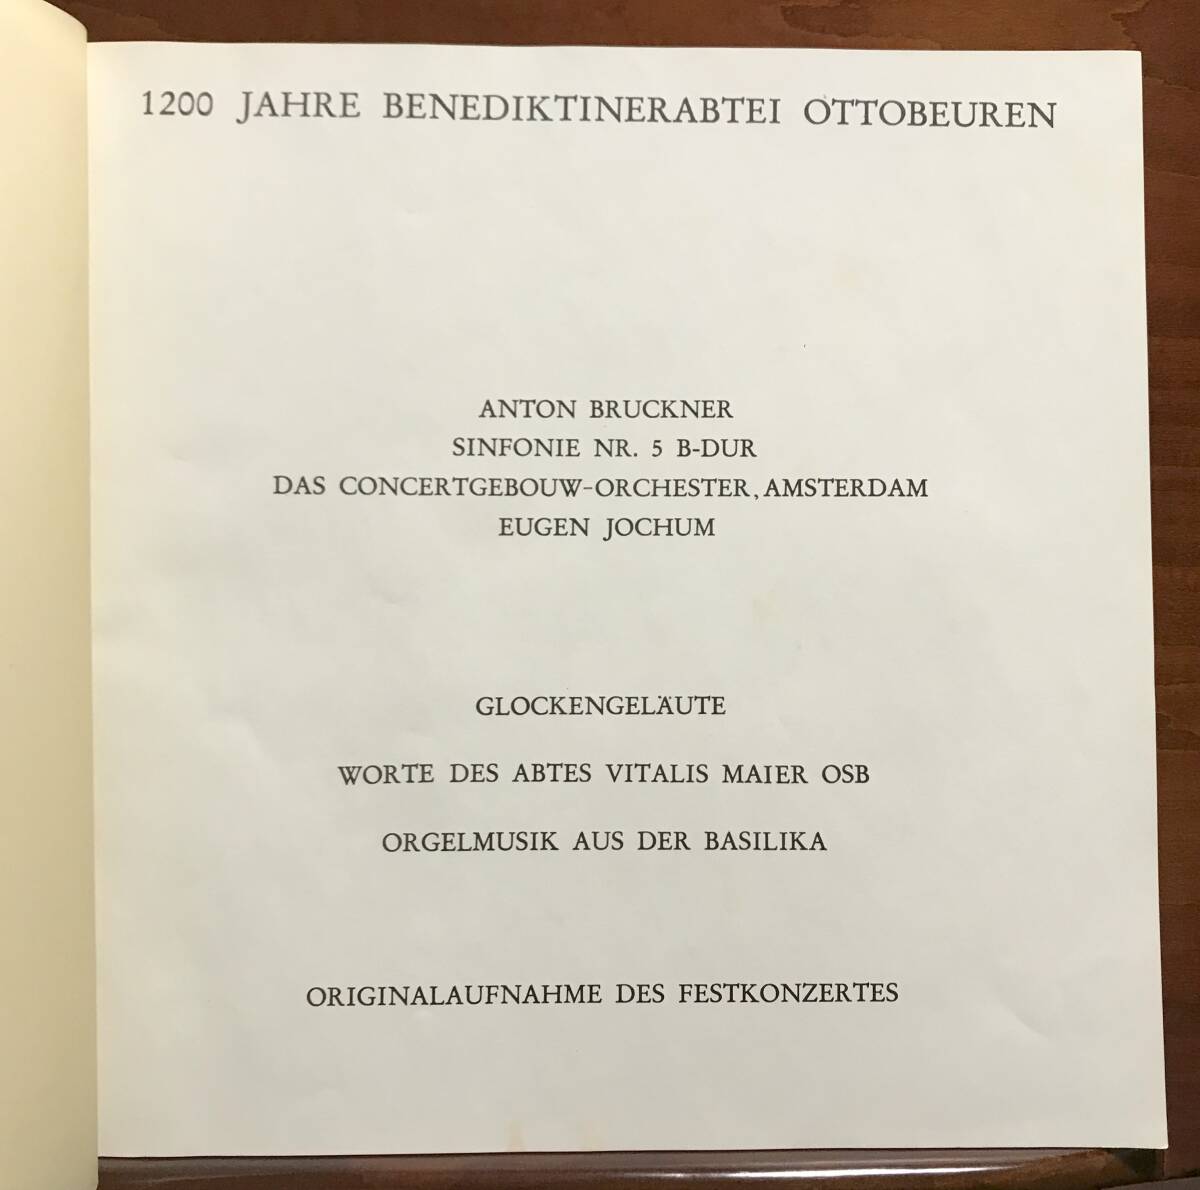 1200 JAHRE BENEDIKTINERABTEI OTTOBEUREN
ANTON BRUCKNER
SINFONIE NR. 5 B-DUR
DAS CONCERTGEBOUW-ORCHESTER, AMSTERDAM
EUGEN JOCHUM
GLOCKENGELÄUTE
WORTE DES ABTES VITALIS MAIER OSB
ORGELMUSIK AUS DER BASILIKA
ORIGINALAUFNAHME DES FESTKONZERTES